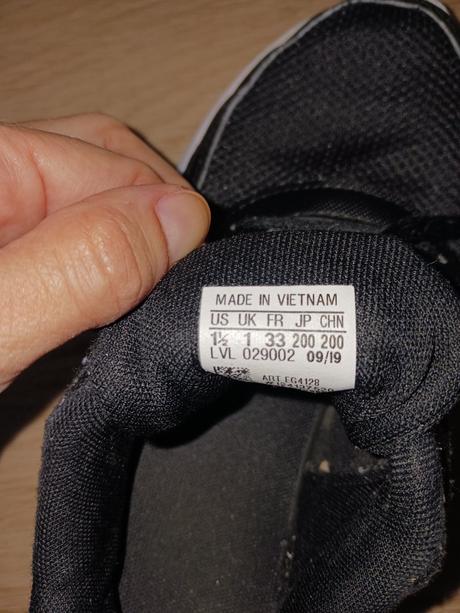 MADE IN VIETNAM
US UK FR JP CHN
1½ 1 33 200 200
LVL 029002 09/19
ART EG4128